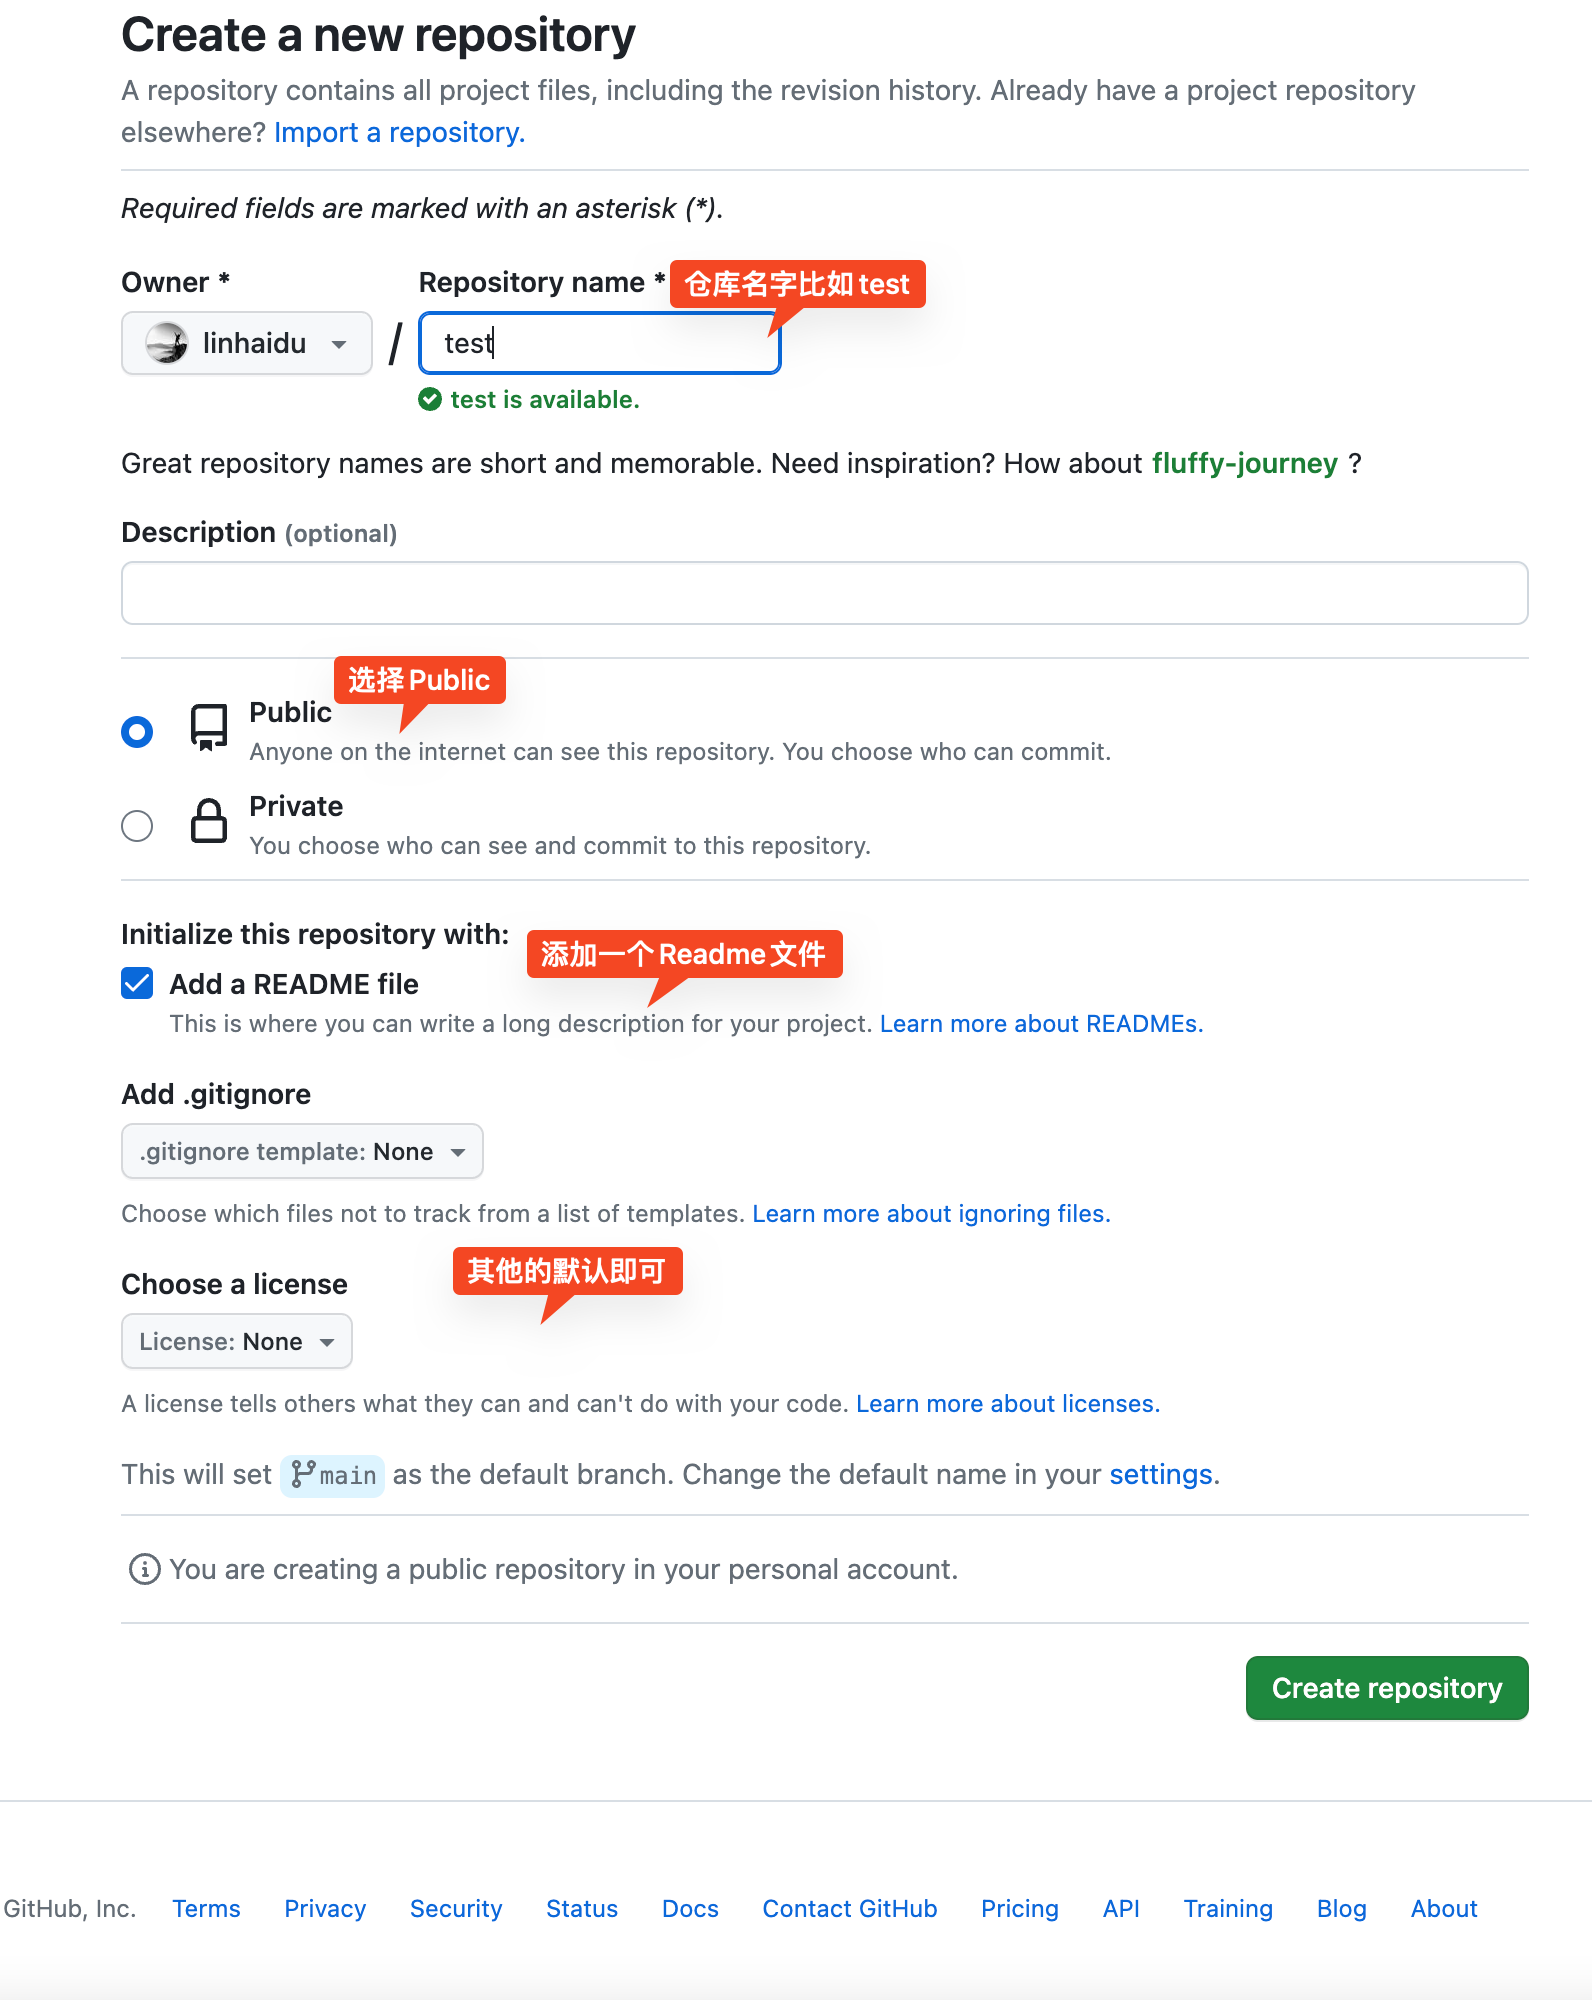 Create a new repository
A repository contains all project files, including the revision history. Already have a project repository
elsewhere? Import a repository.
Required fields are marked with an asterisk (*).
Owner *
Repository name *
仓库名字比如 test
linhaidu
/
test
test is available.
Great repository names are short and memorable. Need inspiration? How about fluffy-journey ?
Description (optional)
选择 Public
Public
Anyone on the internet can see this repository. You choose who can commit.
Private
You choose who can see and commit to this repository.
Initialize this repository with:
添加一个 Readme 文件
Add a README file
This is where you can write a long description for your project. Learn more about READMEs.
Add .gitignore
.gitignore template: None
Choose which files not to track from a list of templates. Learn more about ignoring files.
其他的默认即可
Choose a license
License: None
A license tells others what they can and can't do with your code. Learn more about licenses.
This will set main as the default branch. Change the default name in your settings.
You are creating a public repository in your personal account.
Create repository
GitHub, Inc. Terms Privacy Security Status Docs Contact GitHub Pricing API Training Blog About